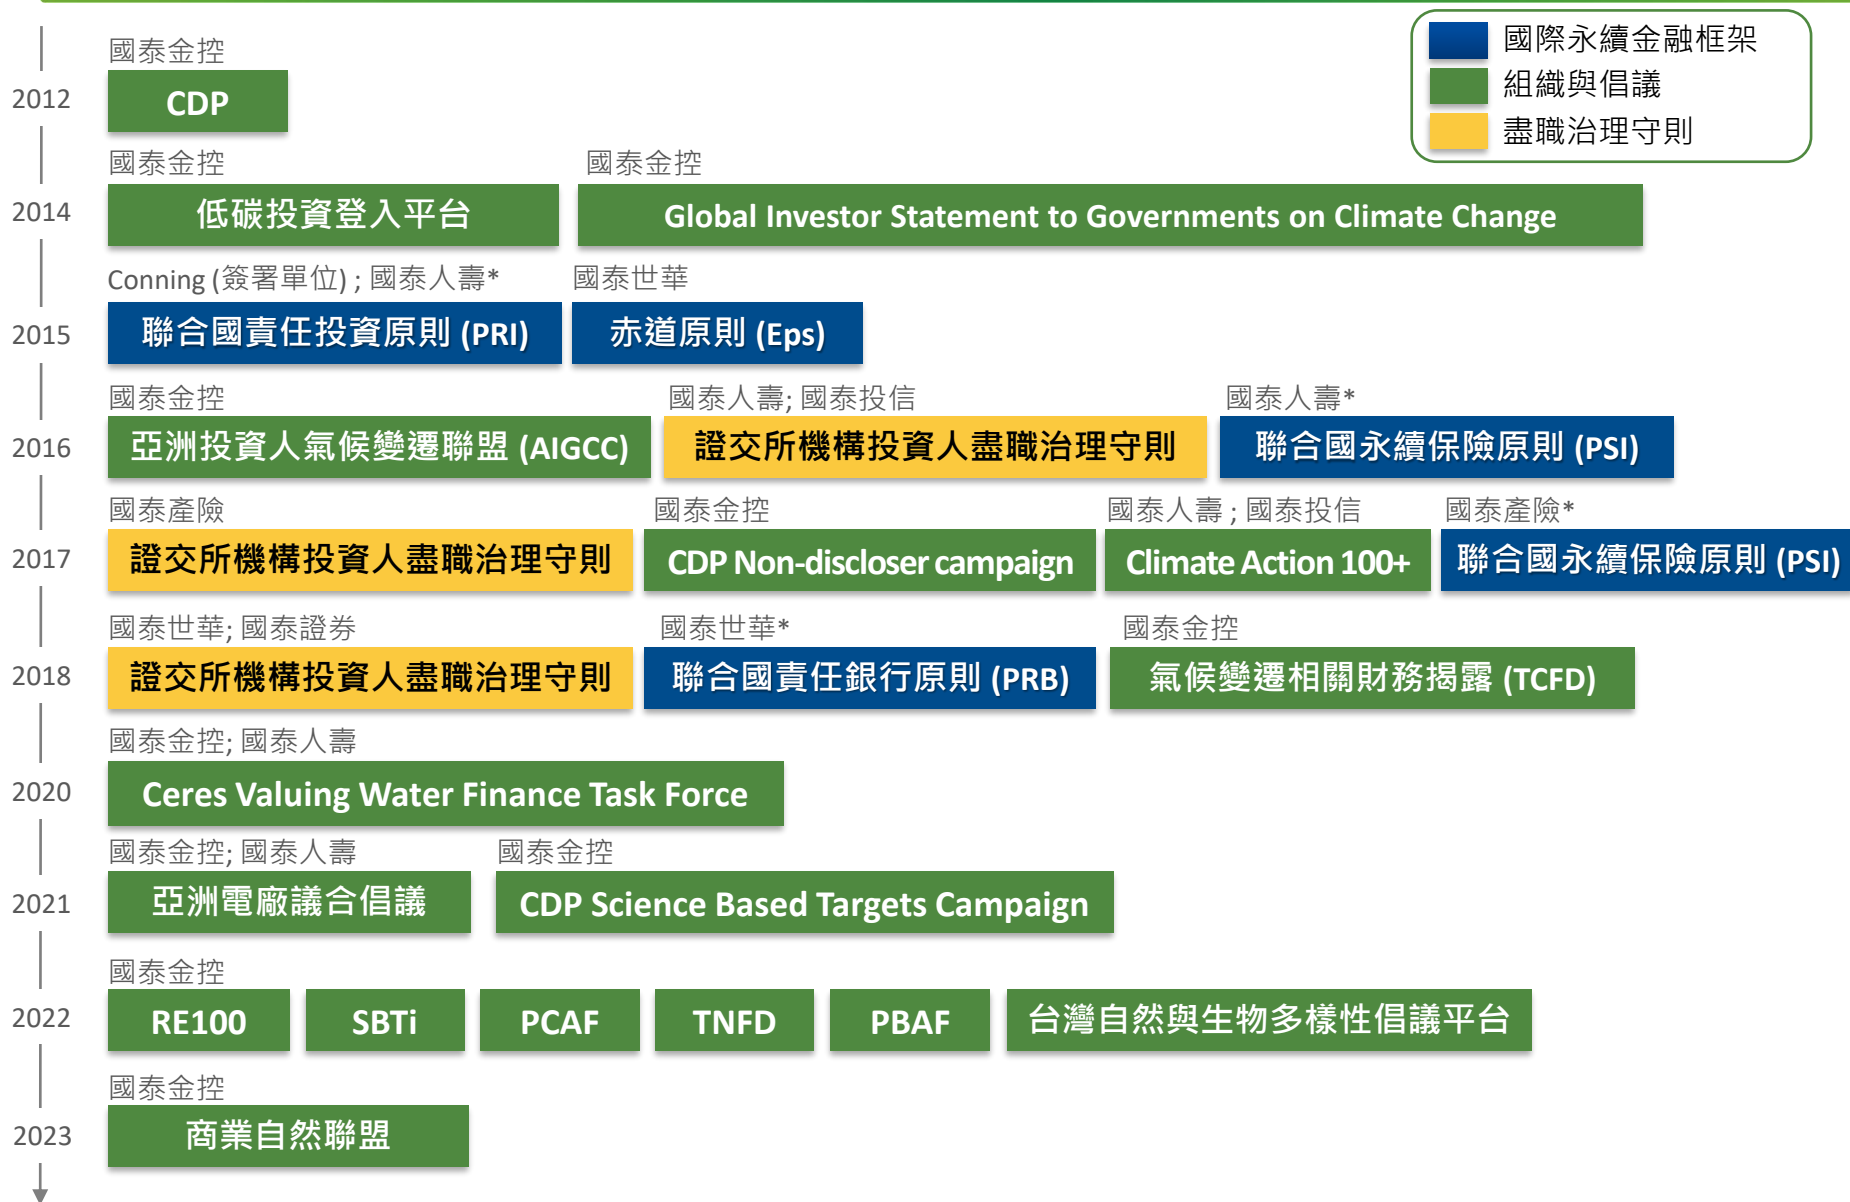 國際永續金融框架
組織與倡議
盡職治理守則
國泰金控
2012
CDP
國泰金控 國泰金控
2014
低碳投資登入平台
Global Investor Statement to Governments on Climate Change
Conning (簽署單位) ; 國泰人壽* 國泰世華
2015
聯合國責任投資原則 (PRI)
赤道原則 (Eps)
國泰金控 國泰人壽; 國泰投信 國泰人壽*
2016
亞洲投資人氣候變遷聯盟 (AIGCC)
證交所機構投資人盡職治理守則
聯合國永續保險原則 (PSI)
國泰產險 國泰金控 國泰人壽 ; 國泰投信 國泰產險*
2017
證交所機構投資人盡職治理守則
CDP Non-discloser campaign
Climate Action 100+
聯合國永續保險原則 (PSI)
國泰世華; 國泰證券 國泰世華* 國泰金控
2018
證交所機構投資人盡職治理守則
聯合國責任銀行原則 (PRB)
氣候變遷相關財務揭露 (TCFD)
國泰金控; 國泰人壽
2020
Ceres Valuing Water Finance Task Force
國泰金控; 國泰人壽 國泰金控
2021
亞洲電廠議合倡議
CDP Science Based Targets Campaign
國泰金控
2022
RE100
SBTi
PCAF
TNFD
PBAF
台灣自然與生物多樣性倡議平台
國泰金控
2023
商業自然聯盟